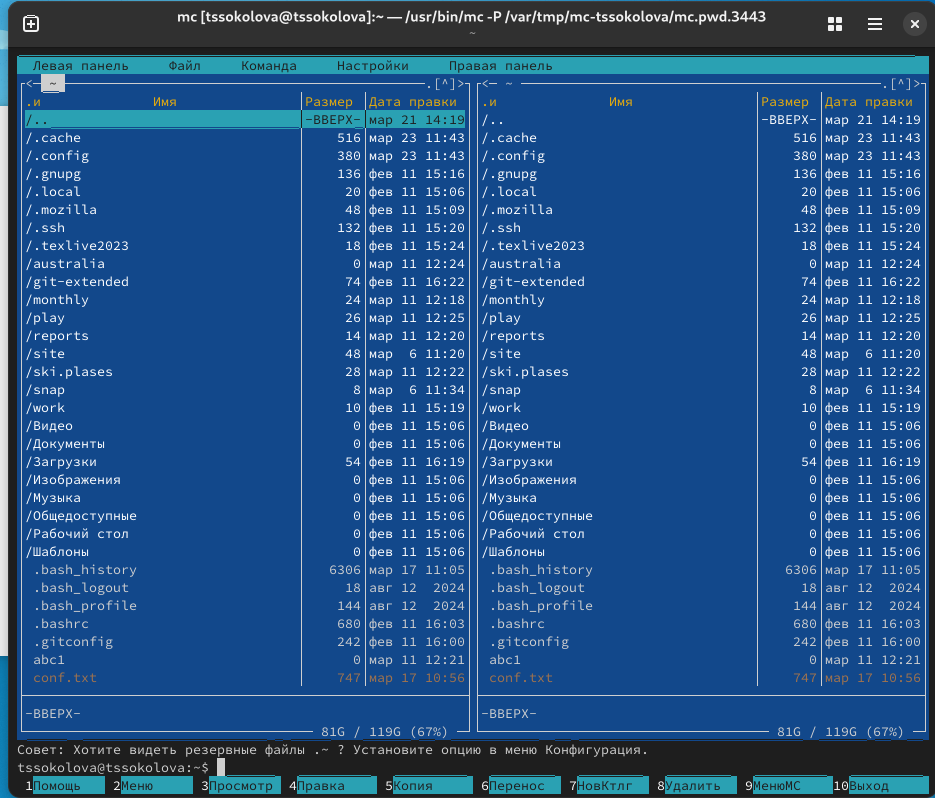 mc [tssokolova@tssokolova]:~ — /usr/bin/mc -P /var/tmp/mc-tssokolova/mc.pwd.3443
~
Левая панель Файл Команда Настройки Правая панель
<─ ~ ─.[^]>┐┌<─ ~ ─.[^]>
.и Имя Размер Дата правки .и Имя Размер Дата правки
/.. -ВВЕРХ- мар 21 14:19 /.. -ВВЕРХ- мар 21 14:19
/.cache 516 мар 23 11:43 /.cache 516 мар 23 11:43
/.config 380 мар 23 11:43 /.config 380 мар 23 11:43
/.gnupg 136 фев 11 15:16 /.gnupg 136 фев 11 15:16
/.local 20 фев 11 15:06 /.local 20 фев 11 15:06
/.mozilla 48 фев 11 15:09 /.mozilla 48 фев 11 15:09
/.ssh 132 фев 11 15:20 /.ssh 132 фев 11 15:20
/.texlive2023 18 фев 11 15:24 /.texlive2023 18 фев 11 15:24
/australia 0 мар 11 12:24 /australia 0 мар 11 12:24
/git-extended 74 фев 11 16:22 /git-extended 74 фев 11 16:22
/monthly 24 мар 11 12:18 /monthly 24 мар 11 12:18
/play 26 мар 11 12:25 /play 26 мар 11 12:25
/reports 14 мар 11 12:20 /reports 14 мар 11 12:20
/site 48 мар 6 11:20 /site 48 мар 6 11:20
/ski.plases 28 мар 11 12:22 /ski.plases 28 мар 11 12:22
/snap 8 мар 6 11:34 /snap 8 мар 6 11:34
/work 10 фев 11 15:19 /work 10 фев 11 15:19
/Видео 0 фев 11 15:06 /Видео 0 фев 11 15:06
/Документы 0 фев 11 15:06 /Документы 0 фев 11 15:06
/Загрузки 54 фев 11 16:19 /Загрузки 54 фев 11 16:19
/Изображения 0 фев 11 15:06 /Изображения 0 фев 11 15:06
/Музыка 0 фев 11 15:06 /Музыка 0 фев 11 15:06
/Общедоступные 0 фев 11 15:06 /Общедоступные 0 фев 11 15:06
/Рабочий стол 0 фев 11 15:06 /Рабочий стол 0 фев 11 15:06
/Шаблоны 0 фев 11 15:06 /Шаблоны 0 фев 11 15:06
.bash_history 6306 мар 17 11:05 .bash_history 6306 мар 17 11:05
.bash_logout 18 авг 12 2024 .bash_logout 18 авг 12 2024
.bash_profile 144 авг 12 2024 .bash_profile 144 авг 12 2024
.bashrc 680 фев 11 16:03 .bashrc 680 фев 11 16:03
.gitconfig 242 фев 11 16:00 .gitconfig 242 фев 11 16:00
abc1 0 мар 11 12:21 abc1 0 мар 11 12:21
conf.txt 747 мар 17 10:56 conf.txt 747 мар 17 10:56
-ВВЕРХ- -ВВЕРХ-
81G / 119G (67%) 81G / 119G (67%)
Совет: Хотите видеть резервные файлы .~ ? Установите опцию в меню Конфигурация.
tssokolova@tssokolova:~$
1Помощь 2Меню 3Просмотр 4Правка 5Копия 6Перенос 7НовКтлг 8Удалить 9МенюMC 10Выход